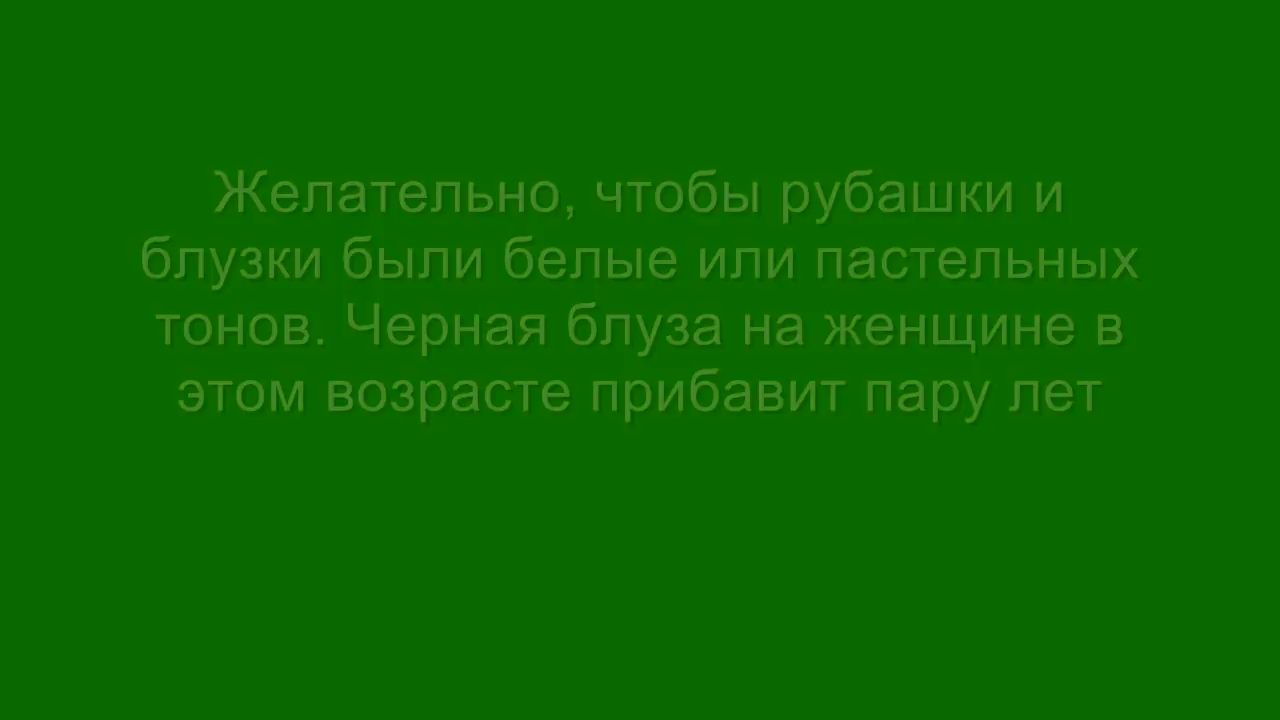 Желательно, чтобы рубашки и
блузки были белые или пастельных
тонов. Черная блуза на женщине в
этом возрасте прибавит пару лет